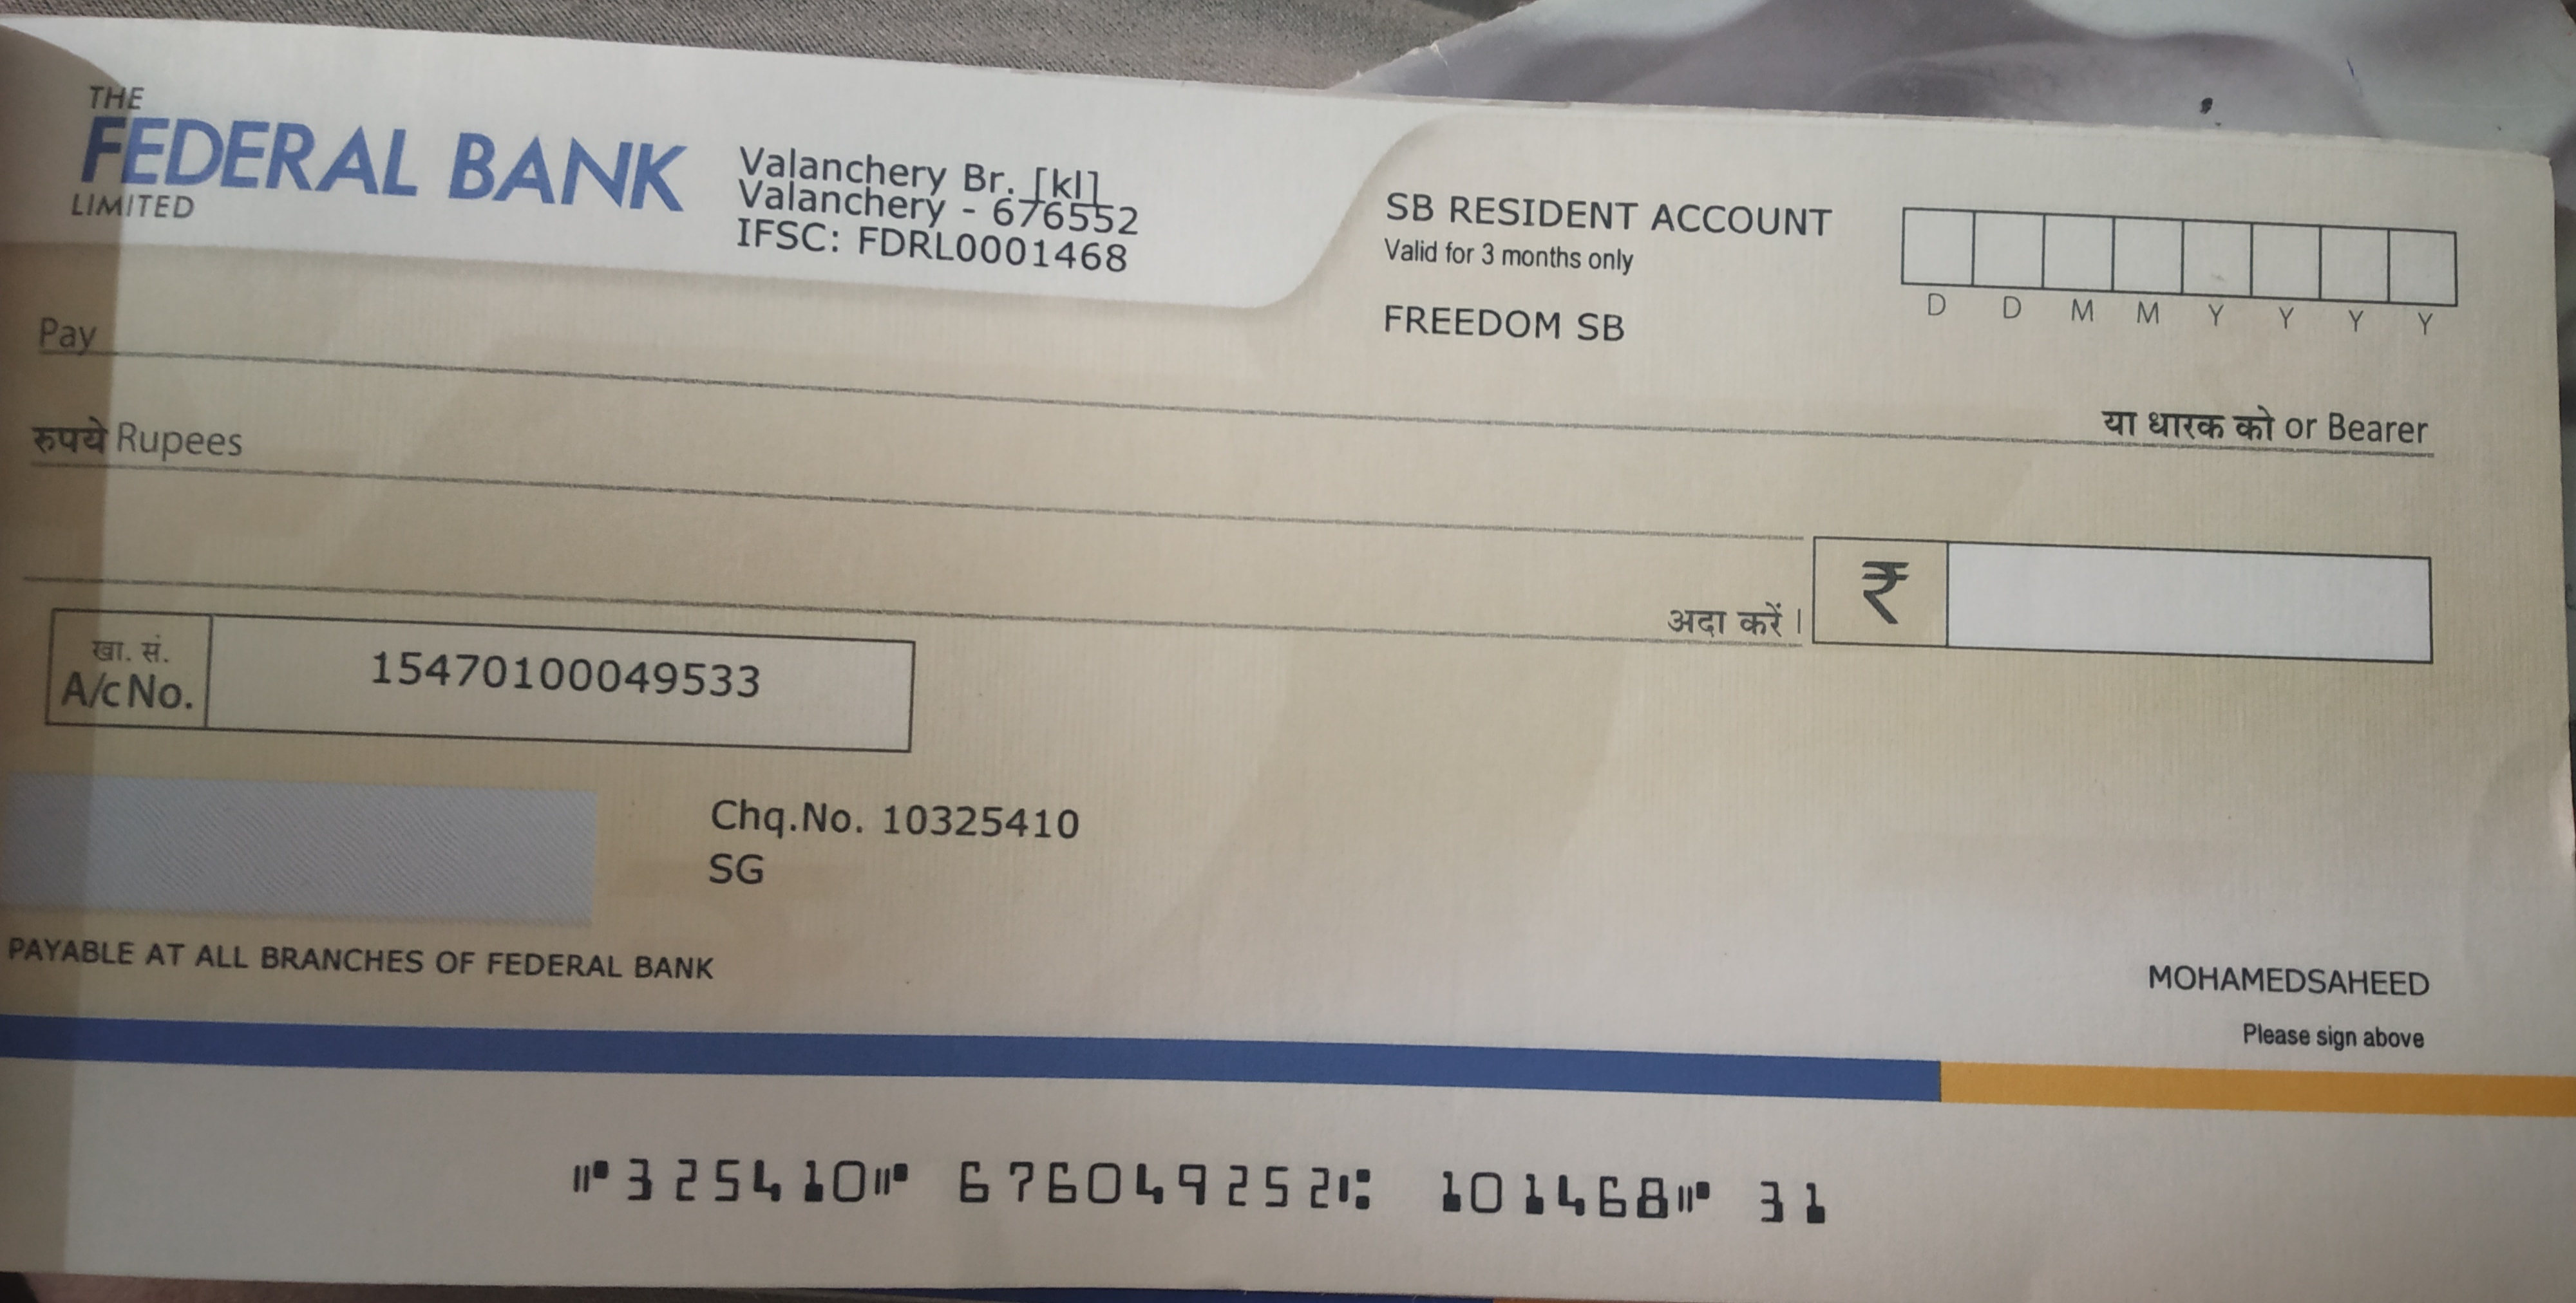 THE
FEDERAL BANK
LIMITED
Valanchery Br. [kl]
Valanchery - 676552
IFSC: FDRL0001468
SB RESIDENT ACCOUNT
Valid for 3 months only
FREEDOM SB
D D M M Y Y Y Y
Pay
या धारक को or Bearer
रुपये Rupees
अदा करें।
₹
खा. सं.
A/c No.
15470100049533
Chq.No. 10325410
SG
PAYABLE AT ALL BRANCHES OF FEDERAL BANK
MOHAMEDSAHEED
Please sign above
⑈325410⑈ 676049252⑆ 101468⑈ 31